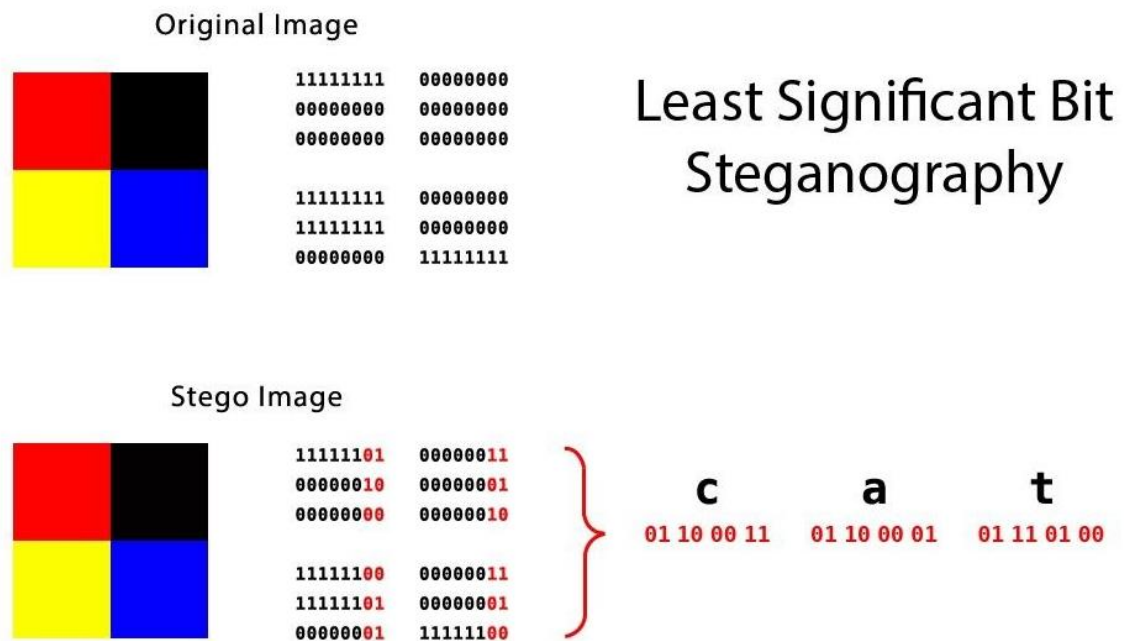 Original Image
11111111 00000000
00000000 00000000
00000000 00000000
11111111 00000000
11111111 00000000
00000000 11111111
Least Significant Bit
Steganography
Stego Image
11111101 00000011
00000010 00000001
00000000 00000010
11111100 00000011
11111101 00000001
00000001 11111100
c a t
01 10 00 11 01 10 00 01 01 11 01 00